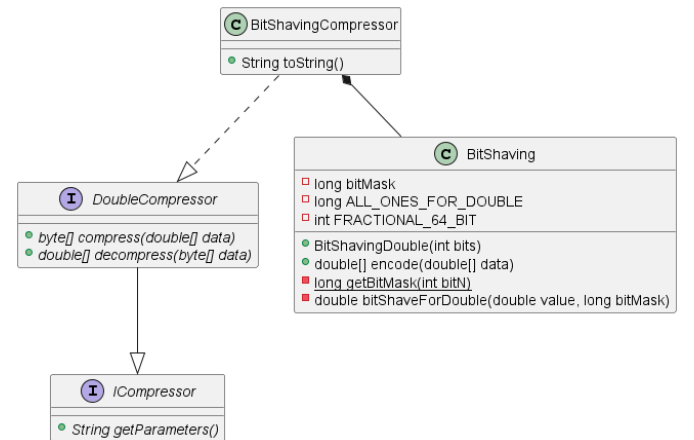 C BitShavingCompressor
String toString()
C BitShaving
long bitMask
long ALL_ONES_FOR_DOUBLE
int FRACTIONAL_64_BIT
BitShavingDouble(int bits)
double[] encode(double[] data)
long getBitMask(int bitN)
double bitShaveForDouble(double value, long bitMask)
I DoubleCompressor
byte[] compress(double[] data)
double[] decompress(byte[] data)
I ICompressor
String getParameters()